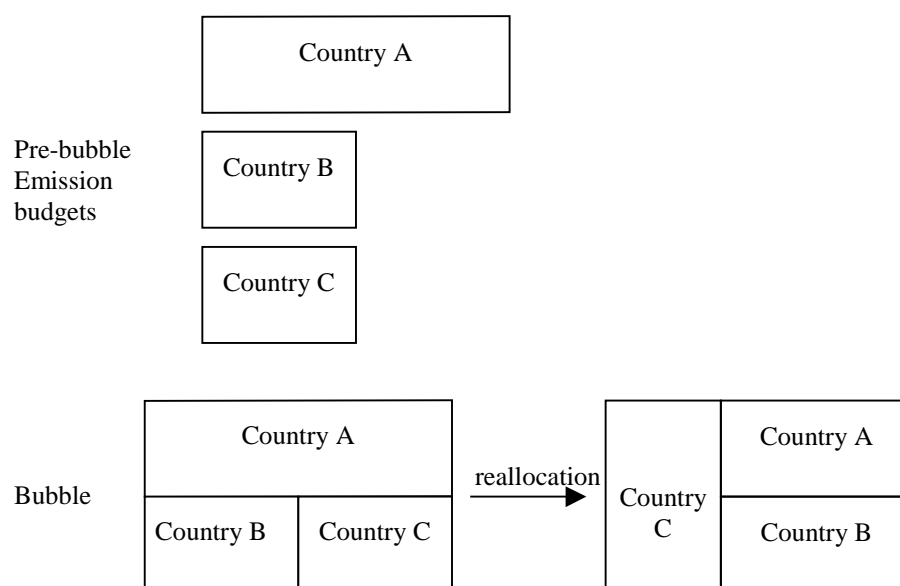 Country A
Pre-bubble
Emission
budgets
Country B
Country C
Bubble
Country A
Country B
Country C
reallocation
Country
C
Country A
Country B